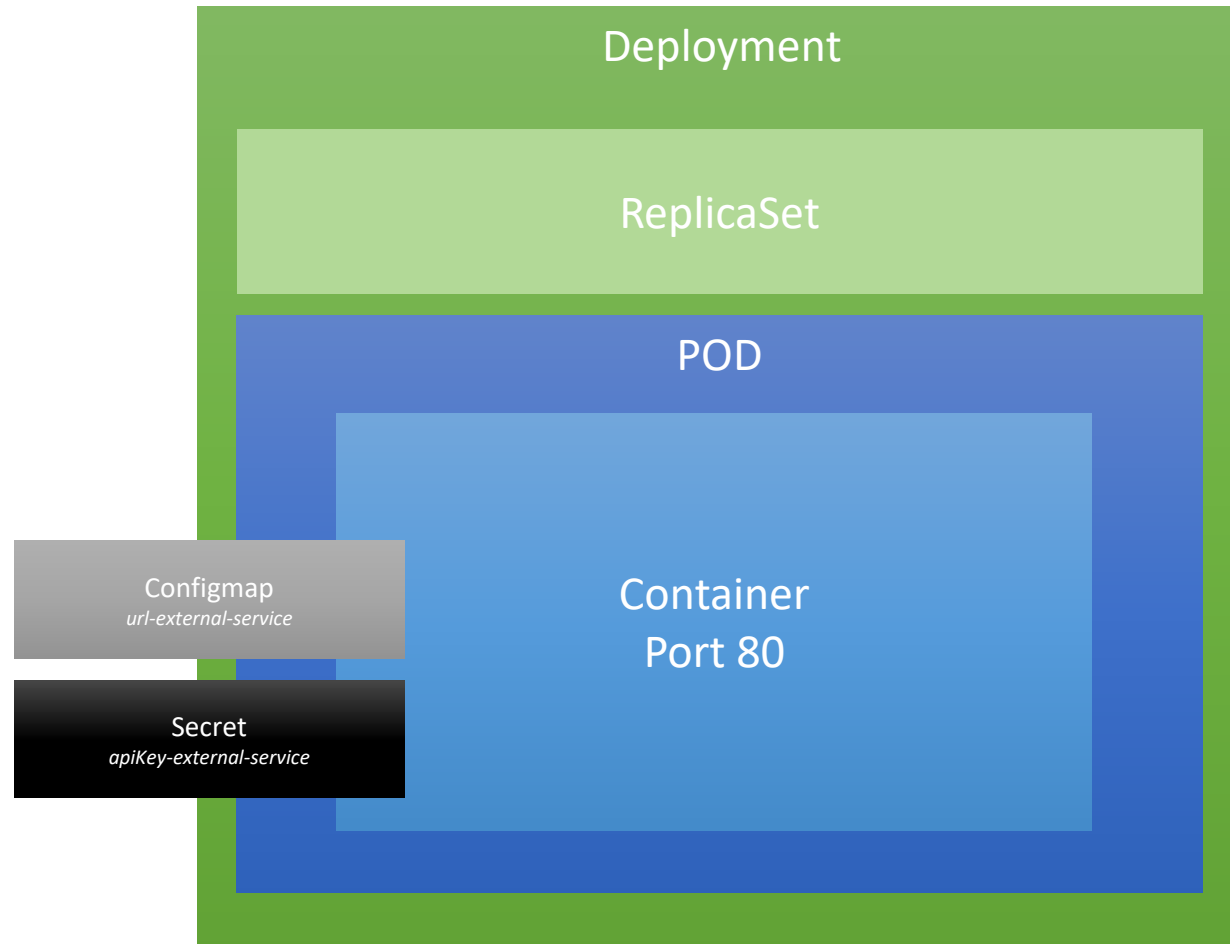 Deployment
ReplicaSet
POD
Container
Port 80
Configmap
url-external-service
Secret
apiKey-external-service